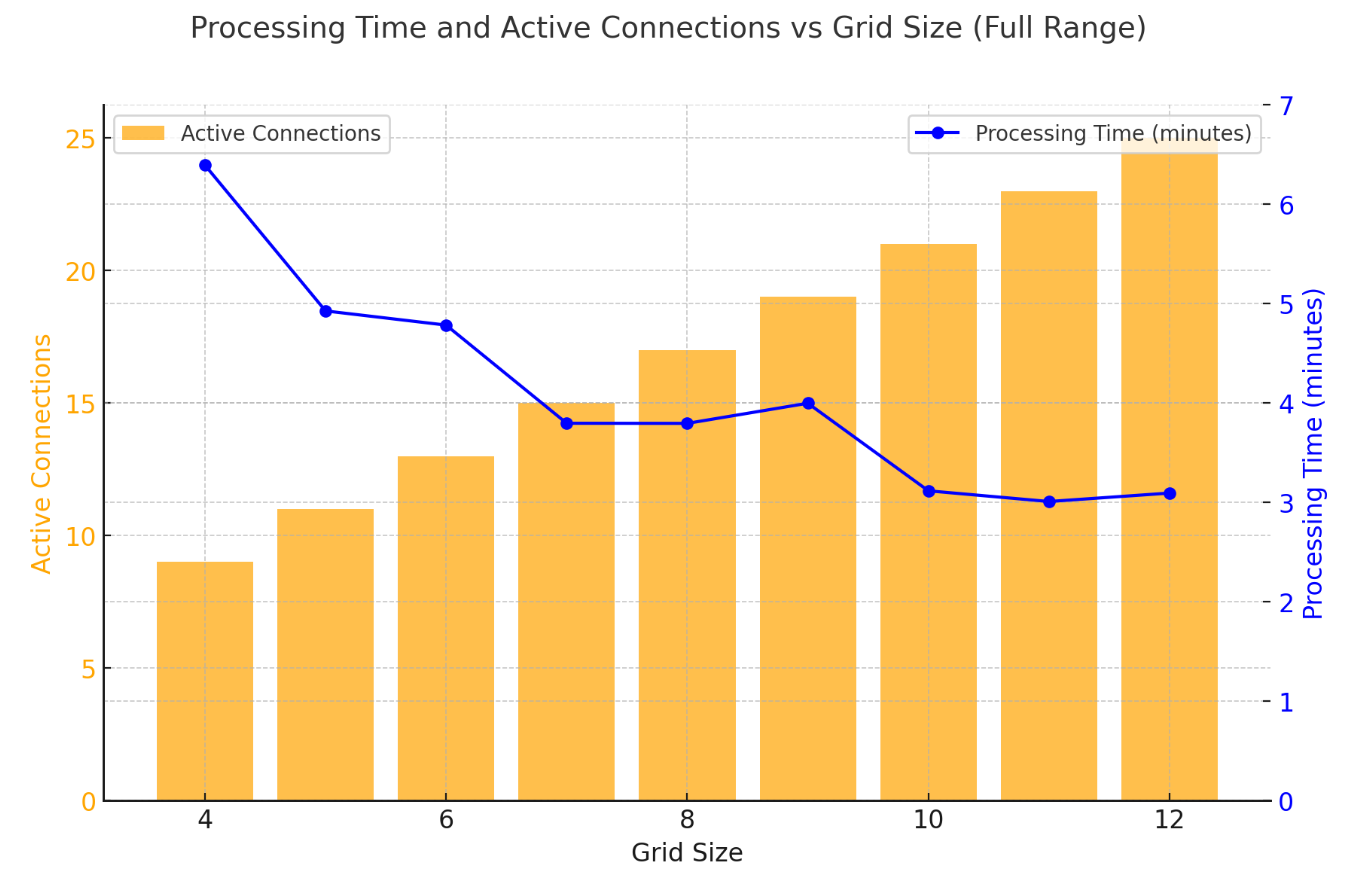 Processing Time and Active Connections vs Grid Size (Full Range)
Active Connections
Processing Time (minutes)
25
20
15
10
5
0
Active Connections
7
6
5
4
3
2
1
0
Processing Time (minutes)
4 6 8 10 12
Grid Size